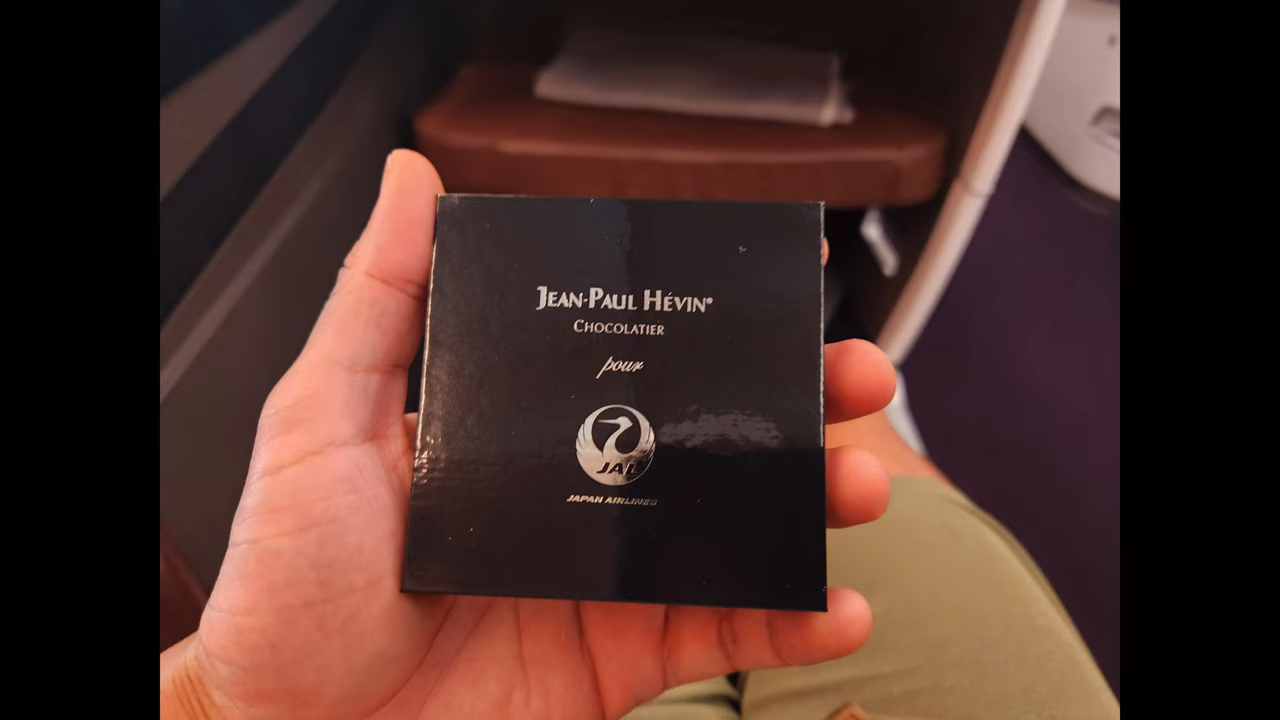 JEAN-PAUL HÉVIN®
CHOCOLATIER
pour
JAL
JAPAN AIRLINES